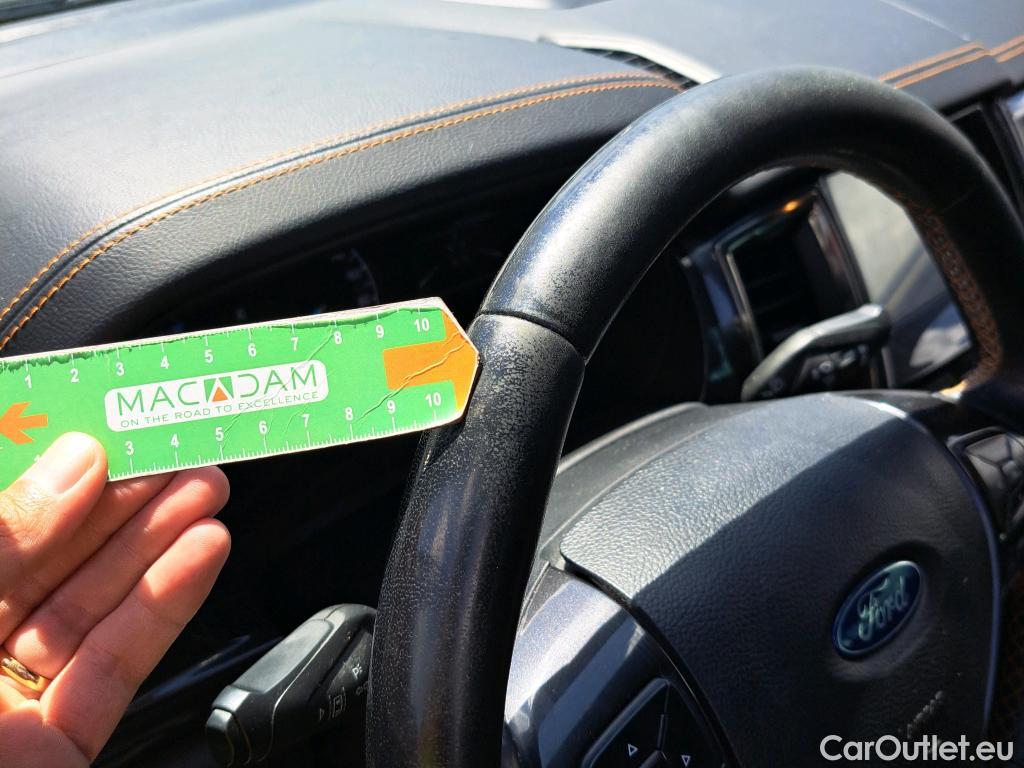 1 2 3 4 5 6 7 8 9 10
MACADAM
ON THE ROAD TO EXCELLENCE
3 4 5 6 7 8 9 10
Ford
CarOutlet.eu